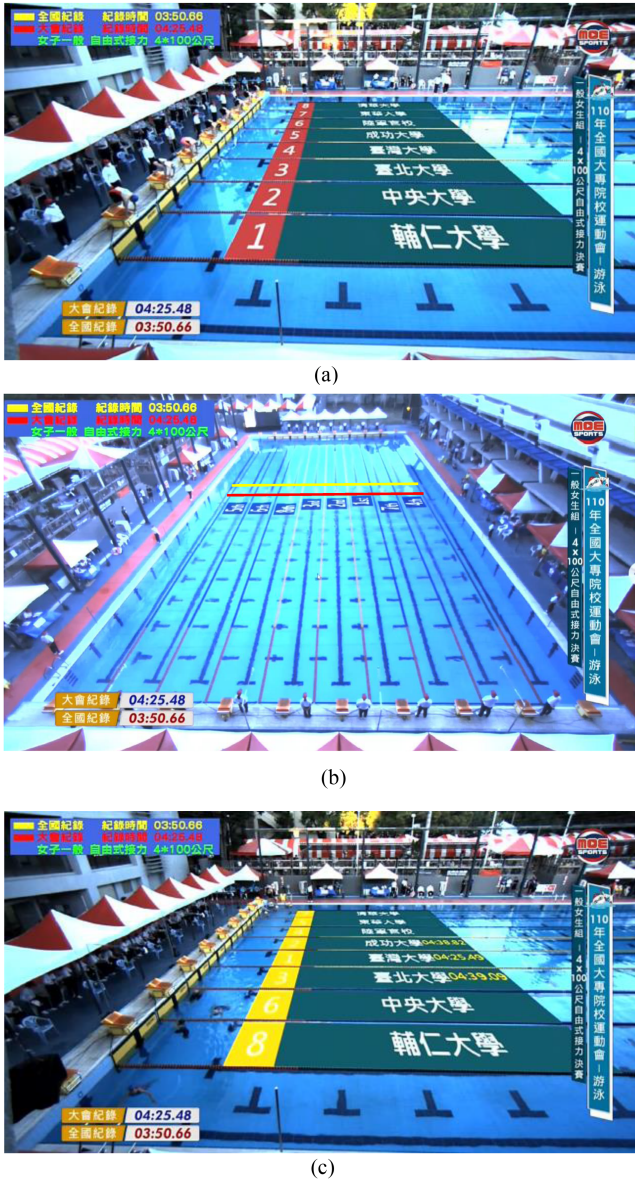 全國紀錄 紀錄時間 03:50.66
大會紀錄 紀錄時間 04:25.48
女子一般 自由式接力 4*100公尺
MOE
SPORTS
110年全國大專院校運動會－游泳
一般女生組 － 4x100公尺自由式接力 決賽
8 清華大學
7 東華大學
6 陸軍官校
5 成功大學
4 臺灣大學
3 臺北大學
2 中央大學
1 輔仁大學
大會紀錄 04:25.48
全國紀錄 03:50.66
(a)
全國紀錄 紀錄時間 03:50.66
大會紀錄 紀錄時間 04:25.48
女子一般 自由式接力 4*100公尺
MOE
SPORTS
110年全國大專院校運動會－游泳
一般女生組 － 4x100公尺自由式接力 決賽
大會紀錄 04:25.48
全國紀錄 03:50.66
(b)
全國紀錄 紀錄時間 03:50.66
大會紀錄 紀錄時間 04:25.48
女子一般 自由式接力 4*100公尺
MOE
SPORTS
110年全國大專院校運動會－游泳
一般女生組 － 4x100公尺自由式接力 決賽
清華大學
東華大學
陸軍官校
成功大學 04:38.82
1 臺灣大學 04:25.49
3 臺北大學 04:39.09
6 中央大學
8 輔仁大學
大會紀錄 04:25.48
全國紀錄 03:50.66
(c)